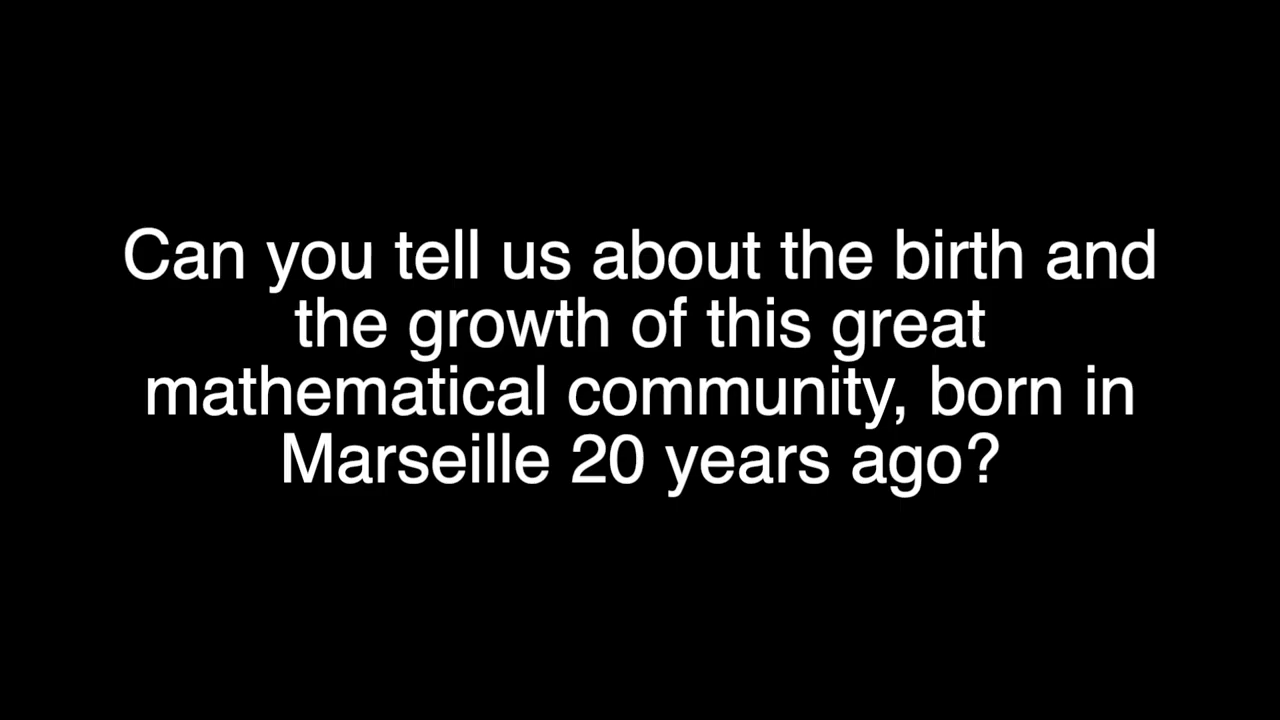 Can you tell us about the birth and
the growth of this great
mathematical community, born in
Marseille 20 years ago?